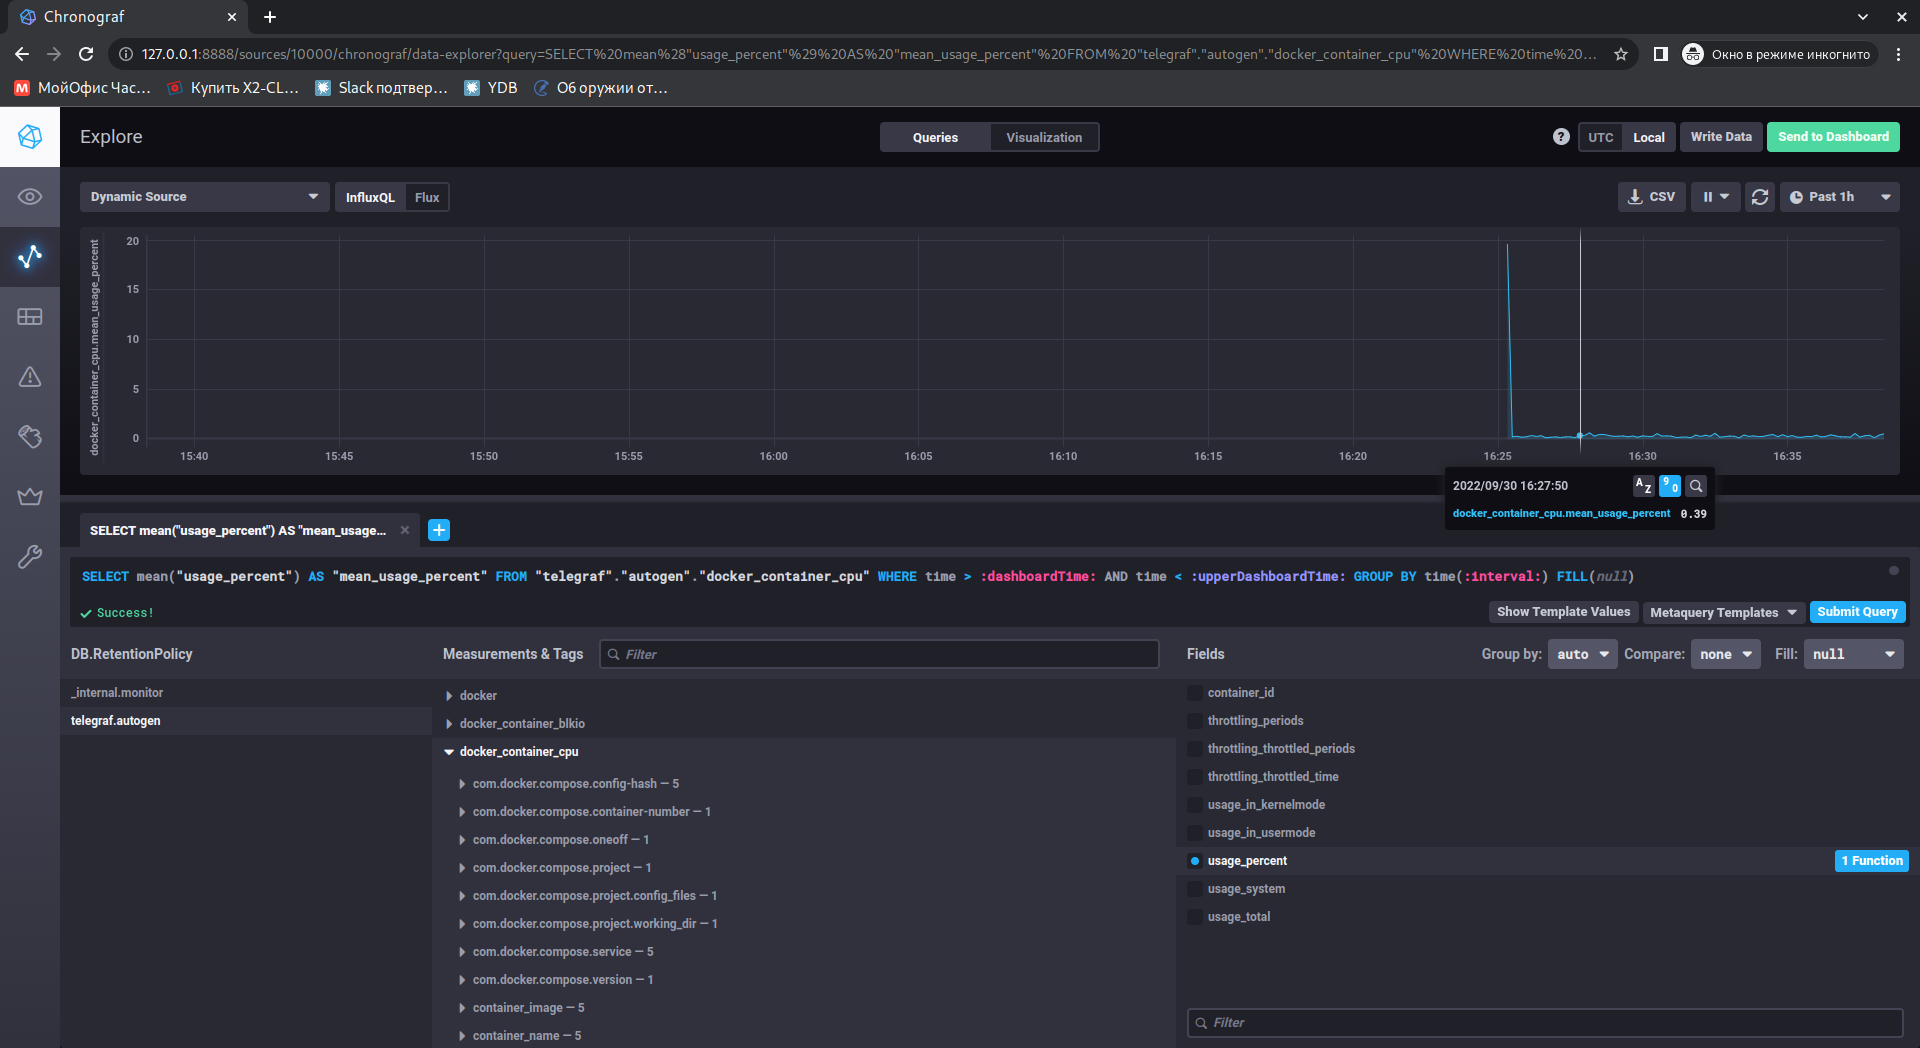 Chronograf
127.0.0.1:8888/sources/10000/chronograf/data-explorer?query=SELECT%20mean%28"usage_percent"%29%20AS%20"mean_usage_percent"%20FROM%20"telegraf"."autogen"."docker_container_cpu"%20WHERE%20time%20...
Окно в режиме инкогнито
МойОфис Час...
Купить X2-CL...
Slack подтвер...
YDB
Об оружии от...
Explore
Queries
Visualization
?
UTC
Local
Write Data
Send to Dashboard
Dynamic Source
InfluxQL
Flux
CSV
Past 1h
docker_container_cpu.mean_usage_percent
20
15
10
5
0
15:40
15:45
15:50
15:55
16:00
16:05
16:10
16:15
16:20
16:25
16:30
16:35
2022/09/30 16:27:50
A Z
9 0
docker_container_cpu.mean_usage_percent 0.39
SELECT mean("usage_percent") AS "mean_usage...
SELECT mean("usage_percent") AS "mean_usage_percent" FROM "telegraf"."autogen"."docker_container_cpu" WHERE time > :dashboardTime: AND time < :upperDashboardTime: GROUP BY time(:interval:) FILL(null)
Success!
Show Template Values
Metaquery Templates
Submit Query
DB.RetentionPolicy
_internal.monitor
telegraf.autogen
Measurements & Tags
Filter
docker
docker_container_blkio
docker_container_cpu
com.docker.compose.config-hash — 5
com.docker.compose.container-number — 1
com.docker.compose.oneoff — 1
com.docker.compose.project — 1
com.docker.compose.project.config_files — 1
com.docker.compose.project.working_dir — 1
com.docker.compose.service — 5
com.docker.compose.version — 1
container_image — 5
container_name — 5
Fields
Group by: auto
Compare: none
Fill: null
container_id
throttling_periods
throttling_throttled_periods
throttling_throttled_time
usage_in_kernelmode
usage_in_usermode
usage_percent
1 Function
usage_system
usage_total
Filter